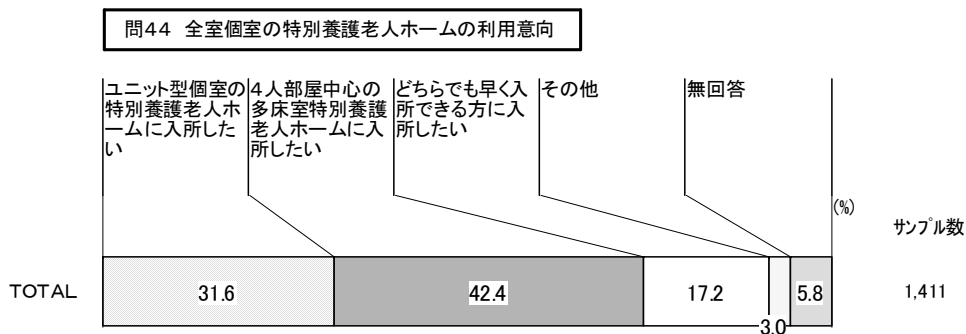 問44 全室個室の特別養護老人ホームの利用意向
ユニット型個室の
特別養護老人ホ
ームに入所した
い
4人部屋中心の
多床室特別養護
老人ホームに入
所したい
どちらでも早く入
所できる方に入
所したい
その他
無回答
(%)
サンプル数
TOTAL
31.6
42.4
17.2
3.0
5.8
1,411